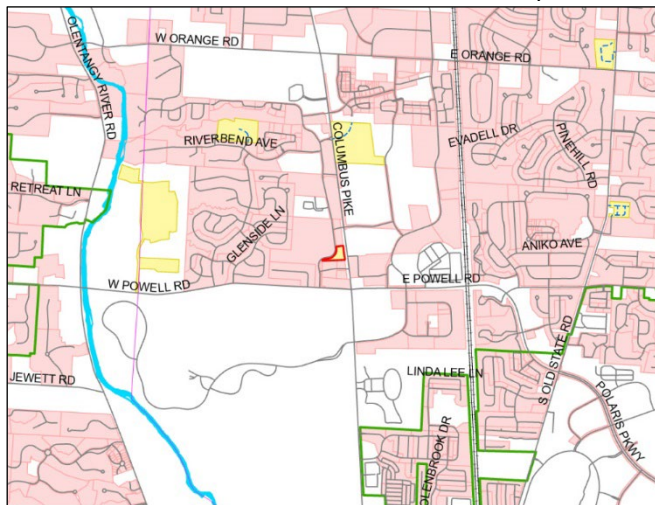 W ORANGE RD
E ORANGE RD
OLENTANGY RIVER RD
COLUMBUS PIKE
RIVERBEND AVE
EVADELL DR
PINEHILL RD
RETREAT LN
GLENSIDE LN
ANIKO AVE
W POWELL RD
E POWELL RD
S OLD STATE RD
JEWETT RD
LINDA LEE LN
POLARIS PKWY
OLENBROOK DR